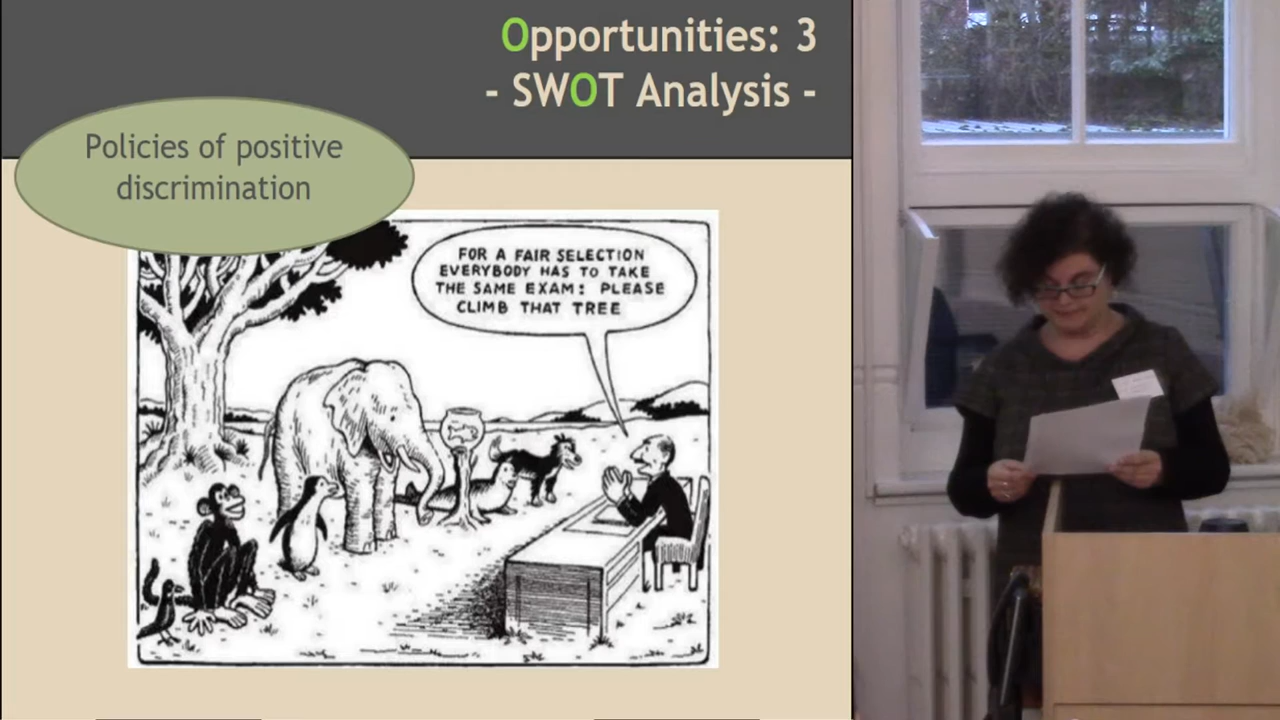 Opportunities: 3
- SWOT Analysis -
Policies of positive
discrimination
FOR A FAIR SELECTION
EVERYBODY HAS TO TAKE
THE SAME EXAM: PLEASE
CLIMB THAT TREE